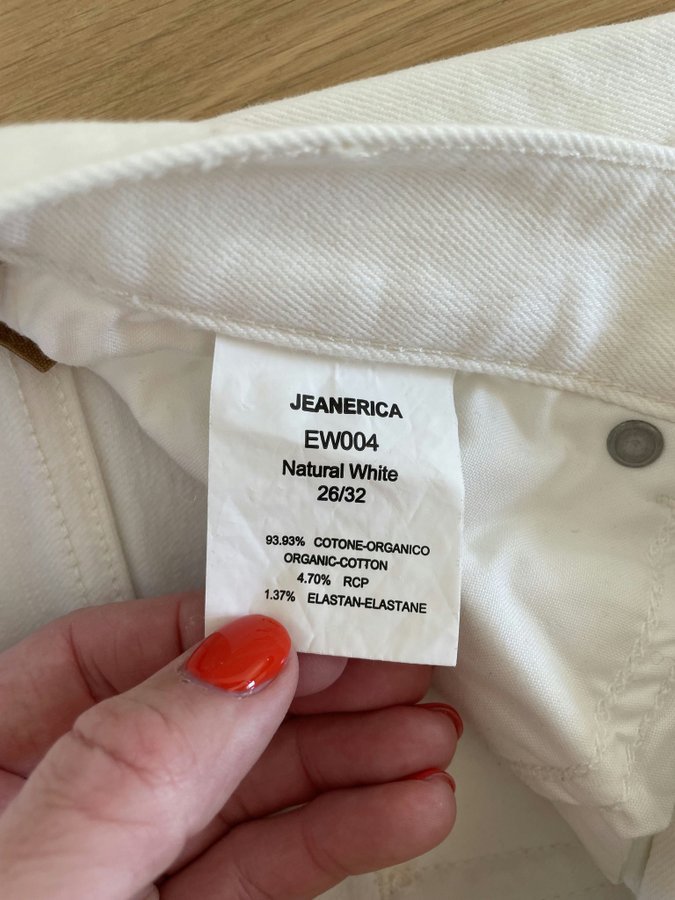 JEANERICA
EW004
Natural White
26/32
93.93% COTONE-ORGANICO
ORGANIC-COTTON
4.70% RCP
1.37% ELASTAN-ELASTANE